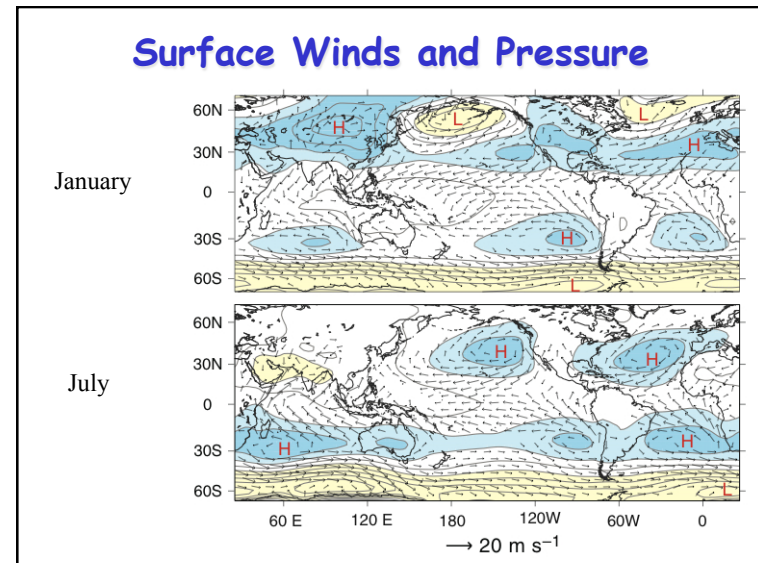 Surface Winds and Pressure
January
60N
30N
0
30S
60S
H
L
L
H
H
L
July
60N
30N
0
30S
60S
H
H
H
H
L
60 E 120 E 180 120W 60W 0
→ 20 m s⁻¹